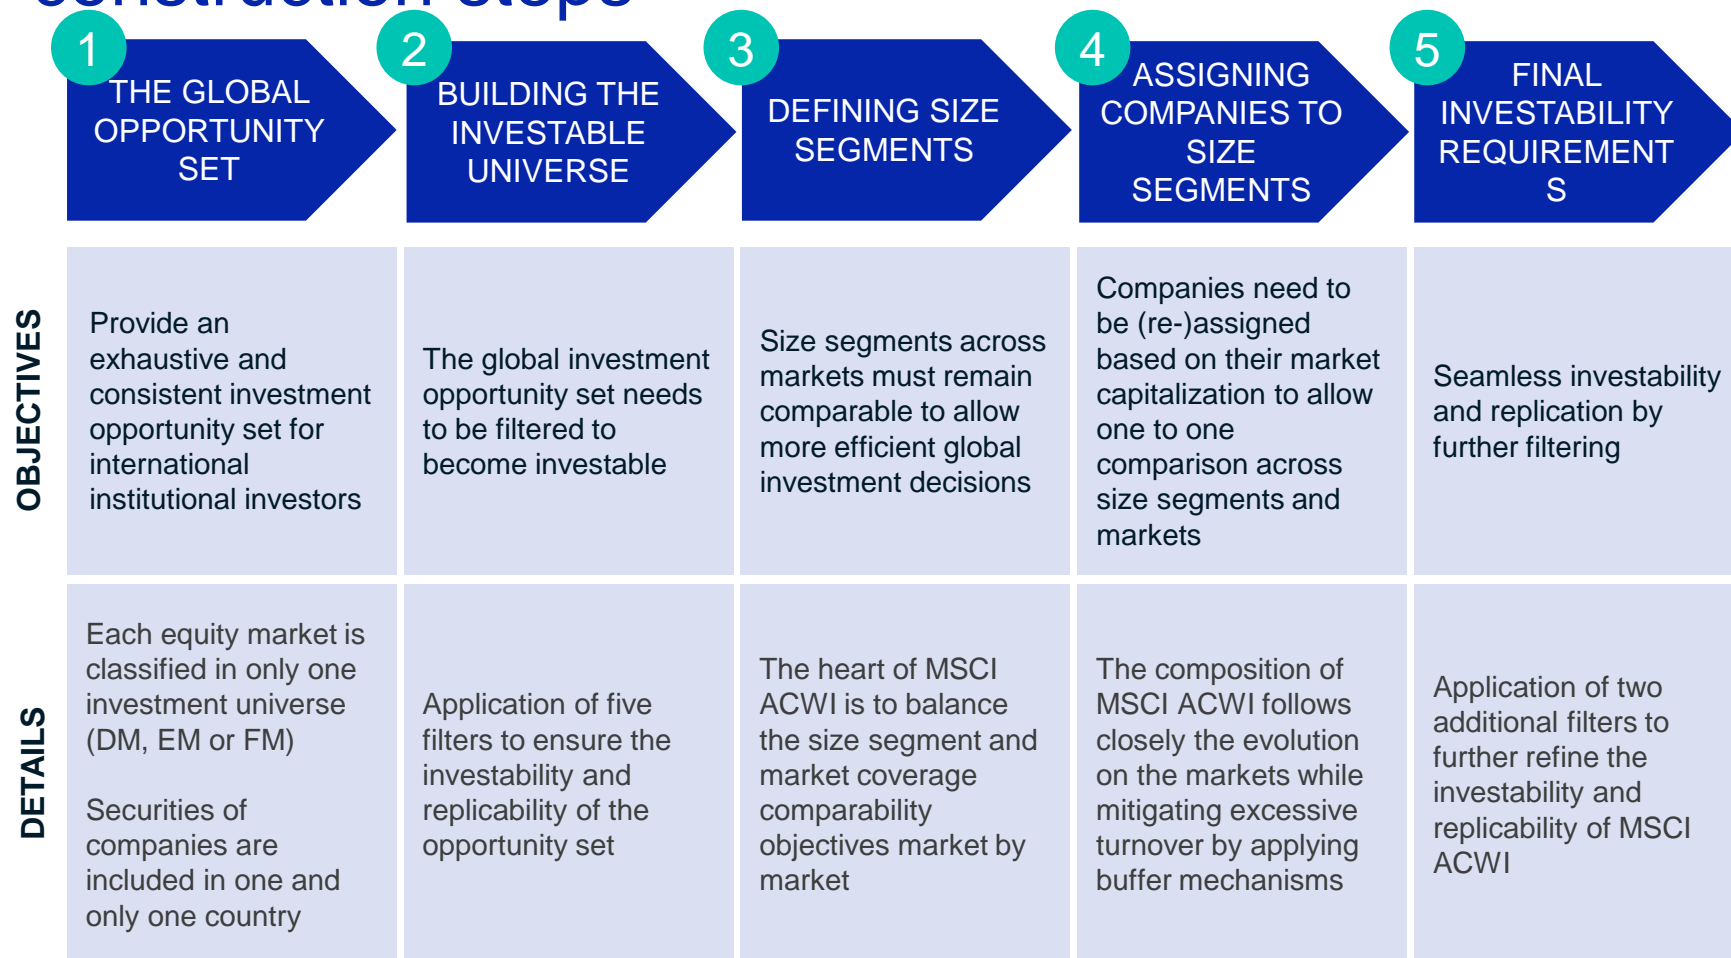 construction steps
1
THE GLOBAL
OPPORTUNITY
SET
2
BUILDING THE
INVESTABLE
UNIVERSE
3
DEFINING SIZE
SEGMENTS
4
ASSIGNING
COMPANIES TO
SIZE
SEGMENTS
5
FINAL
INVESTABILITY
REQUIREMENT
S
OBJECTIVES
Provide an
exhaustive and
consistent investment
opportunity set for
international
institutional investors
The global investment
opportunity set needs
to be filtered to
become investable
Size segments across
markets must remain
comparable to allow
more efficient global
investment decisions
Companies need to
be (re-)assigned
based on their market
capitalization to allow
one to one
comparison across
size segments and
markets
Seamless investability
and replication by
further filtering
DETAILS
Each equity market is
classified in only one
investment universe
(DM, EM or FM)
Securities of
companies are
included in one and
only one country
Application of five
filters to ensure the
investability and
replicability of the
opportunity set
The heart of MSCI
ACWI is to balance
the size segment and
market coverage
comparability
objectives market by
market
The composition of
MSCI ACWI follows
closely the evolution
on the markets while
mitigating excessive
turnover by applying
buffer mechanisms
Application of two
additional filters to
further refine the
investability and
replicability of MSCI
ACWI